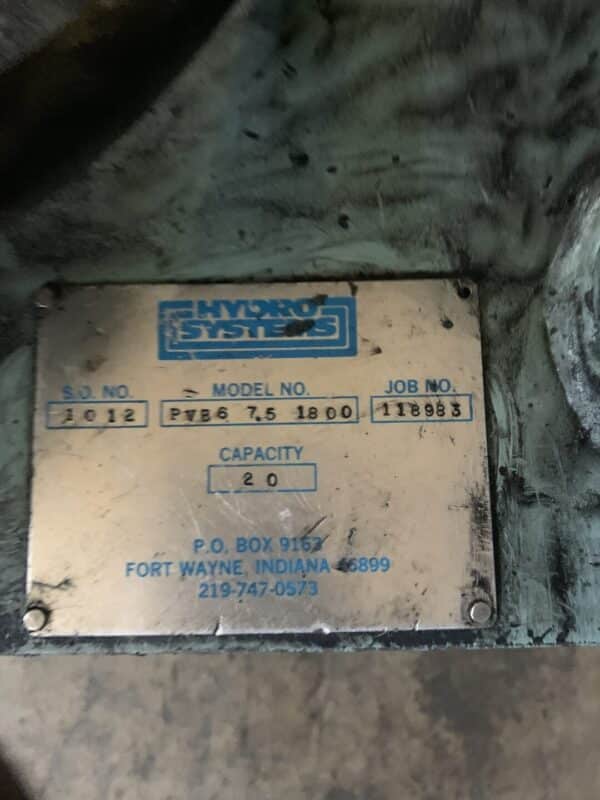 HYDRO
SYSTEMS
S.O. NO. MODEL NO. JOB NO.
1012 PVB6 7.5 1800 118983
CAPACITY
20
P.O. BOX 9163
FORT WAYNE, INDIANA 46899
219-747-0573